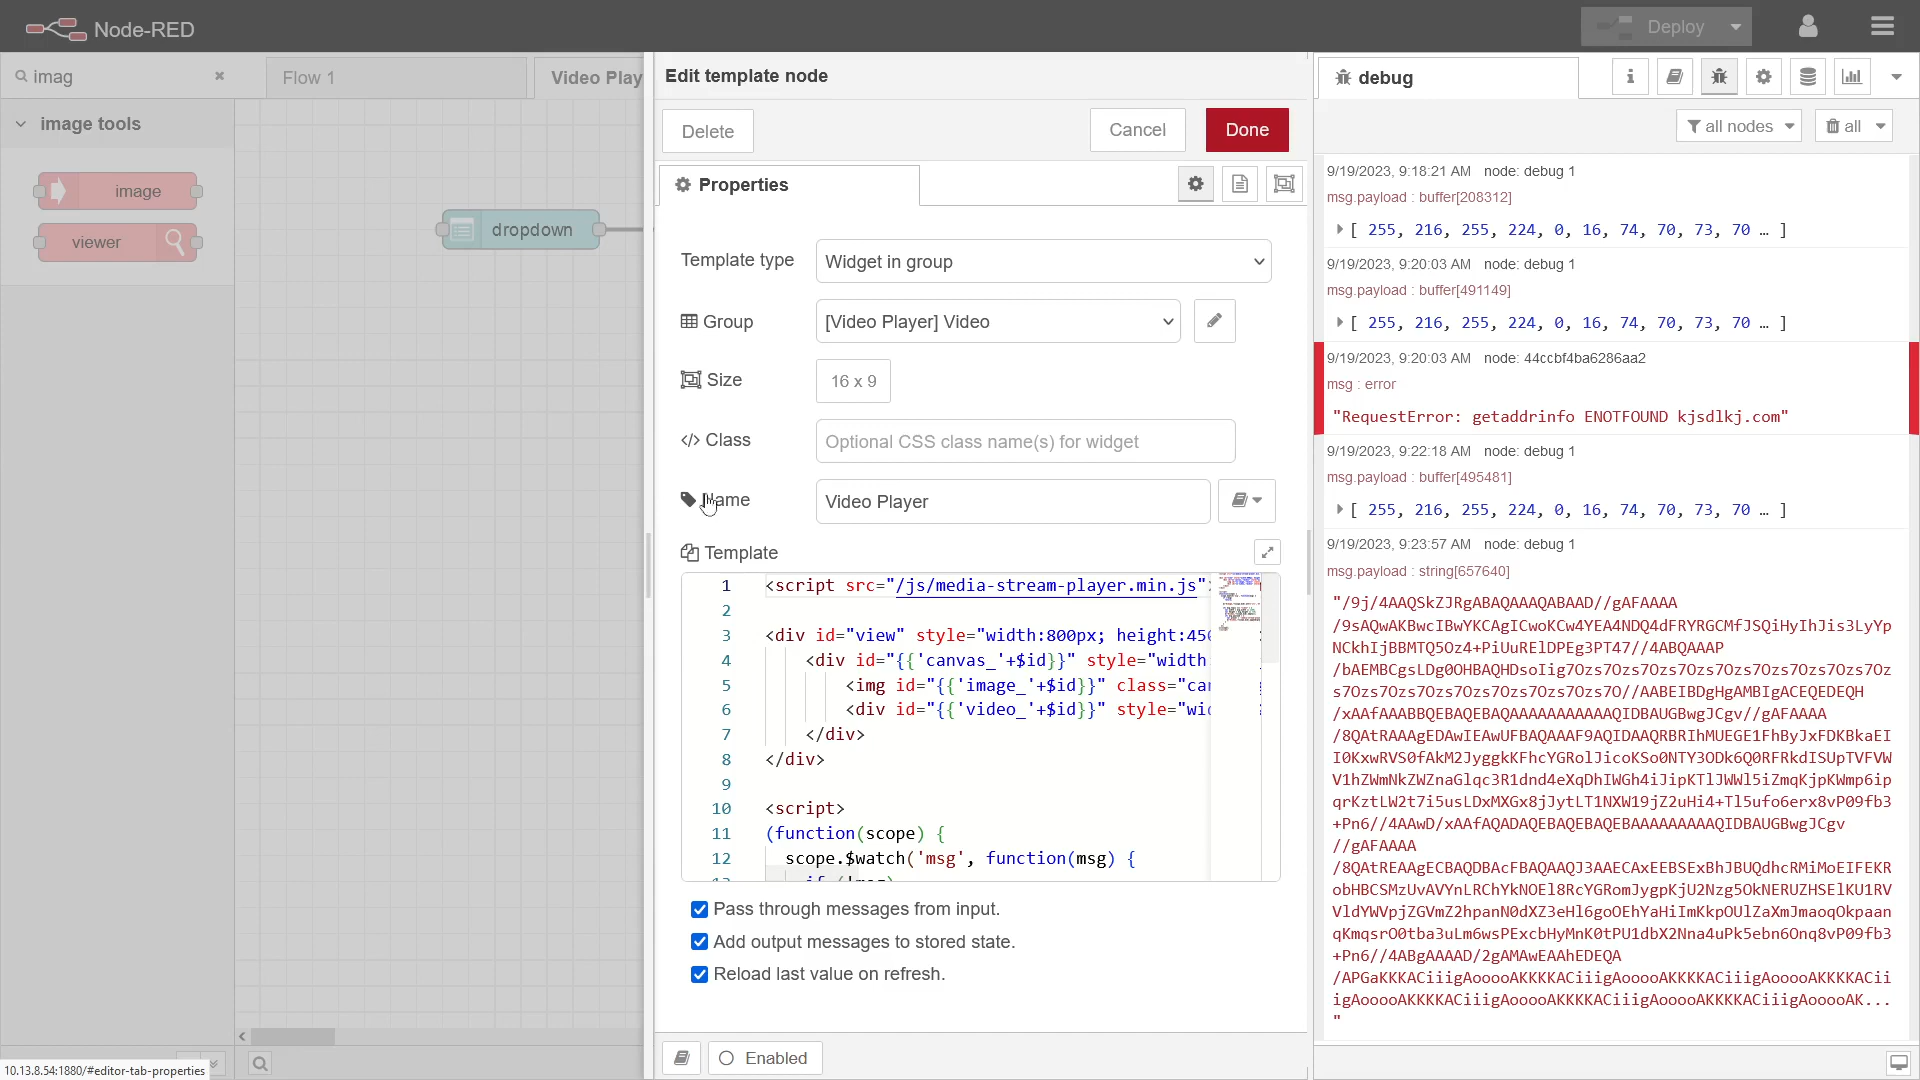 Node-RED
Deploy
imag
Flow 1
Video Play
image tools
image
viewer
dropdown
Edit template node
Delete
Cancel
Done
Properties
Template type
Widget in group
Group
[Video Player] Video
Size
16 x 9
Class
Optional CSS class name(s) for widget
Name
Video Player
Template
1 <script src="/js/media-stream-player.min.js">
2
3 <div id="view" style="width:800px; height:450
4 <div id="{{'canvas_'+$id}}" style="width:
5 <img id="{{'image_'+$id}}" class="can
6 <div id="{{'video_'+$id}}" style="wid
7 </div>
8 </div>
9
10 <script>
11 (function(scope) {
12 scope.$watch('msg', function(msg) {
Pass through messages from input.
Add output messages to stored state.
Reload last value on refresh.
Enabled
10.13.8.54:1880/#editor-tab-properties
debug
all nodes
all
9/19/2023, 9:18:21 AM node: debug 1
msg.payload : buffer[208312]
[ 255, 216, 255, 224, 0, 16, 74, 70, 73, 70 … ]
9/19/2023, 9:20:03 AM node: debug 1
msg.payload : buffer[491149]
[ 255, 216, 255, 224, 0, 16, 74, 70, 73, 70 … ]
9/19/2023, 9:20:03 AM node: 44ccbf4ba6286aa2
msg : error
"RequestError: getaddrinfo ENOTFOUND kjsdlkj.com"
9/19/2023, 9:22:18 AM node: debug 1
msg.payload : buffer[495481]
[ 255, 216, 255, 224, 0, 16, 74, 70, 73, 70 … ]
9/19/2023, 9:23:57 AM node: debug 1
msg.payload : string[657640]
"/9j/4AAQSkZJRgABAQAAAQABAAD//gAFAAAA
/9sAQwAKBwcIBwYKCAgICwoKCw4YEA4NDQ4dFRYRGCMfJSQiHyIhJis3LyYp
NCkhIjBBMTQ5Oz4+PiUuRElDPEg3PT47//4ABQAAAP
/bAEMBCgsLDg0OHBAQHDsoIig7Ozs7Ozs7Ozs7Ozs7Ozs7Ozs7Ozs7Ozs7Oz
s7Ozs7Ozs7Ozs7Ozs7Ozs7Ozs7O//AABEIBDgHgAMBIgACEQEDEQH
/xAAfAAABBQEBAQEBAQAAAAAAAAAAAQIDBAUGBwgJCgv//gAFAAAA
/8QAtRAAAgEDAwIEAwUFBAQAAAF9AQIDAAQRBRIhMUEGE1FhByJxFDKBkaEI
I0KxwRVS0fAkM2JyggkKFhcYGRolJicoKSo0NTY3ODk6Q0RFRkdISUpTVFVW
V1hZWmNkZWZnaGlqc3R1dnd4eXqDhIWGh4iJipKTlJWWl5iZmqKjpKWmp6ip
qrKztLW2t7i5usLDxMXGx8jJytLT1NXW19jZ2uHi4+Tl5ufo6erx8vP09fb3
+Pn6//4AAwD/xAAfAQADAQEBAQEBAQEBAAAAAAAAAQIDBAUGBwgJCgv
//gAFAAAA
/8QAtREAAgECBAQDBAcFBAQAAQJ3AAECAxEEBSExBhJBUQdhcRMiMoEIFEKR
obHBCSMzUvAVYnLRChYkNOEl8RcYGRomJygpKjU2Nzg5OkNERUZHSElKU1RV
VldYWVpjZGVmZ2hpanN0dXZ3eHl6goOEhYaHiImKkpOUlZaXmJmaoqOkpaan
qKmqsrO0tba3uLm6wsPExcbHyMnK0tPU1dbX2Nna4uPk5ebn6Onq8vP09fb3
+Pn6//4ABgAAAAD/2gAMAwEAAhEDEQA
/APGaKKKACiiigAooooAKKKKACiiigAooooAKKKKACiiigAooooAKKKKACii
igAooooAKKKKACiiigAooooAKKKKACiiigAooooAKKKKACiiigAooooAK...
"